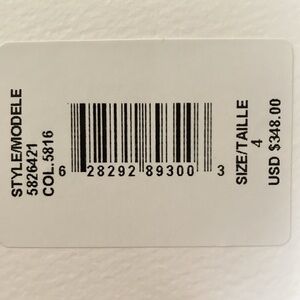 STYLE/MODELE
5826421
COL.5816
6 28292 89300 3
SIZE/TAILLE
4
USD $348.00